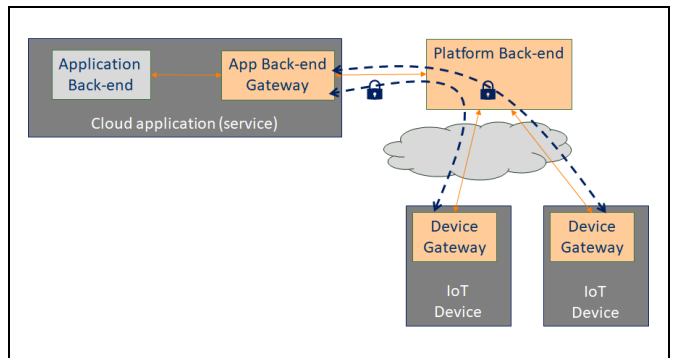 Application
Back-end
App Back-end
Gateway
Platform Back-end
Cloud application (service)
Device
Gateway
IoT
Device
Device
Gateway
IoT
Device